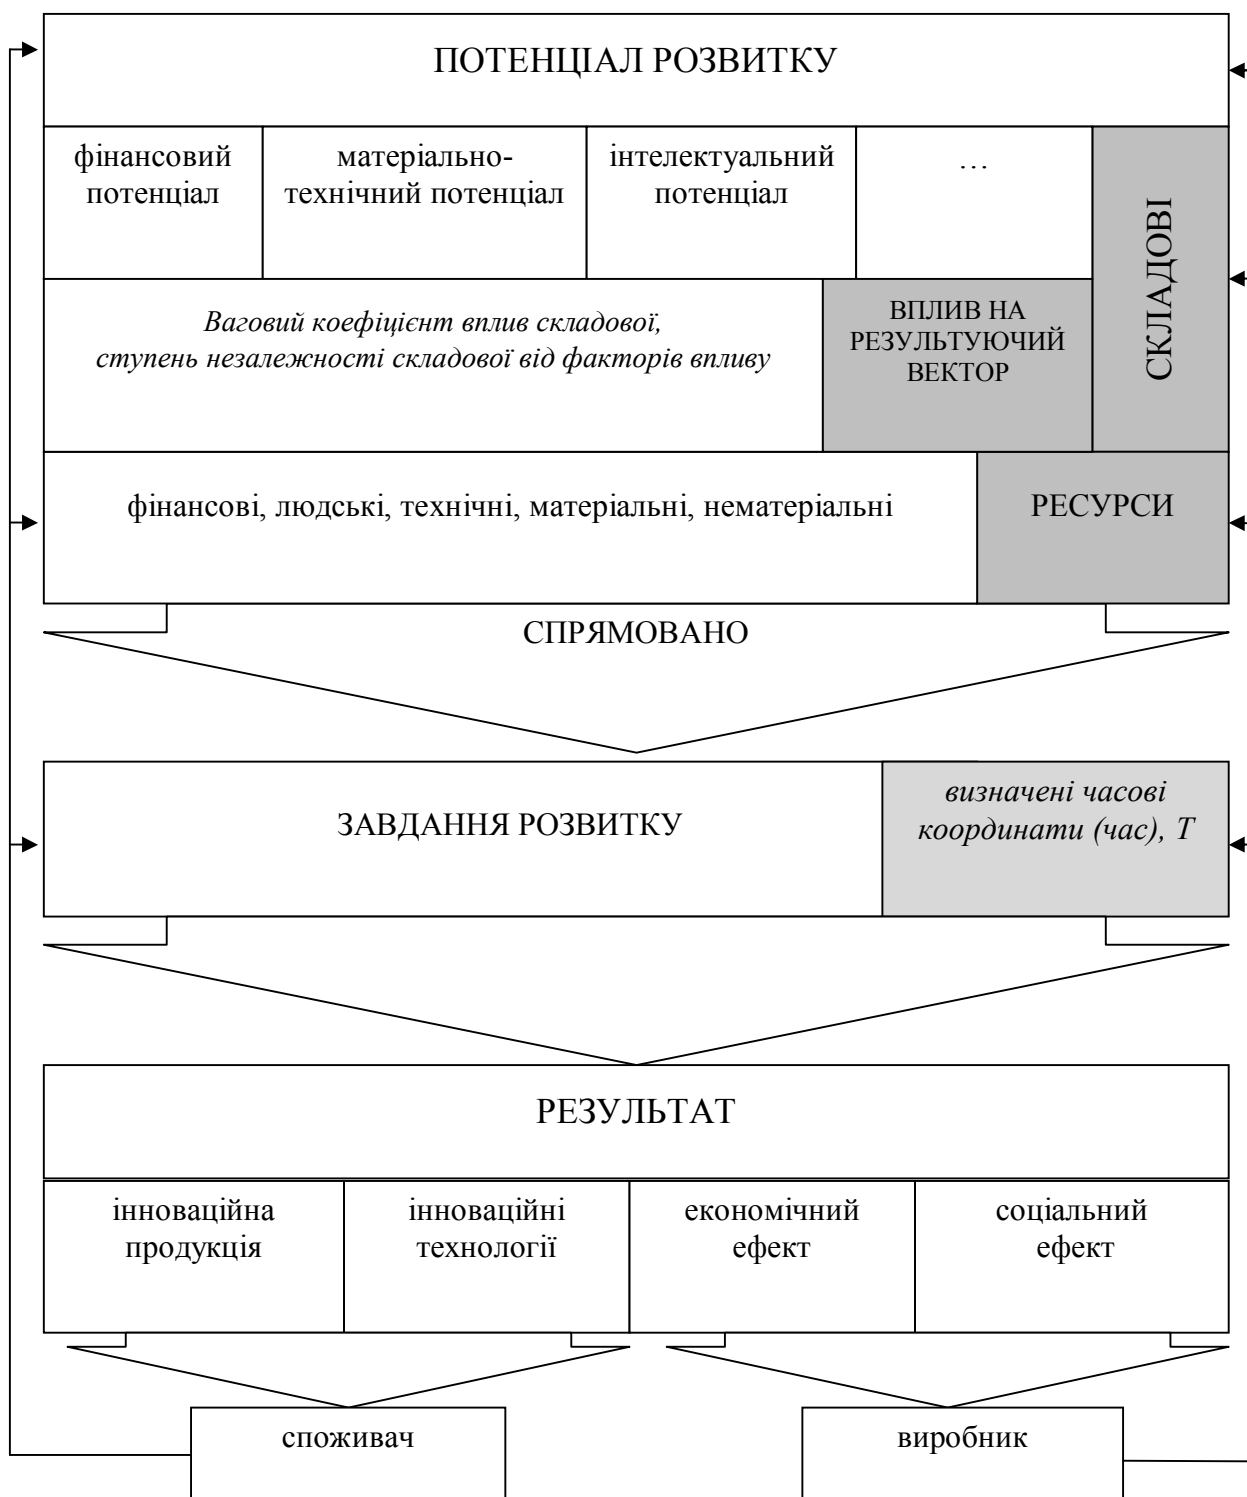 ПОТЕНЦІАЛ РОЗВИТКУ
фінансовий
потенціал
матеріально-
технічний потенціал
інтелектуальний
потенціал
…
СКЛАДОВІ
Ваговий коефіцієнт вплив складової,
ступень незалежності складової від факторів впливу
ВПЛИВ НА
РЕЗУЛЬТУЮЧИЙ
ВЕКТОР
фінансові, людські, технічні, матеріальні, нематеріальні
РЕСУРСИ
СПРЯМОВАНО
ЗАВДАННЯ РОЗВИТКУ
визначені часові
координати (час), Т
РЕЗУЛЬТАТ
інноваційна
продукція
інноваційні
технології
економічний
ефект
соціальний
ефект
споживач
виробник